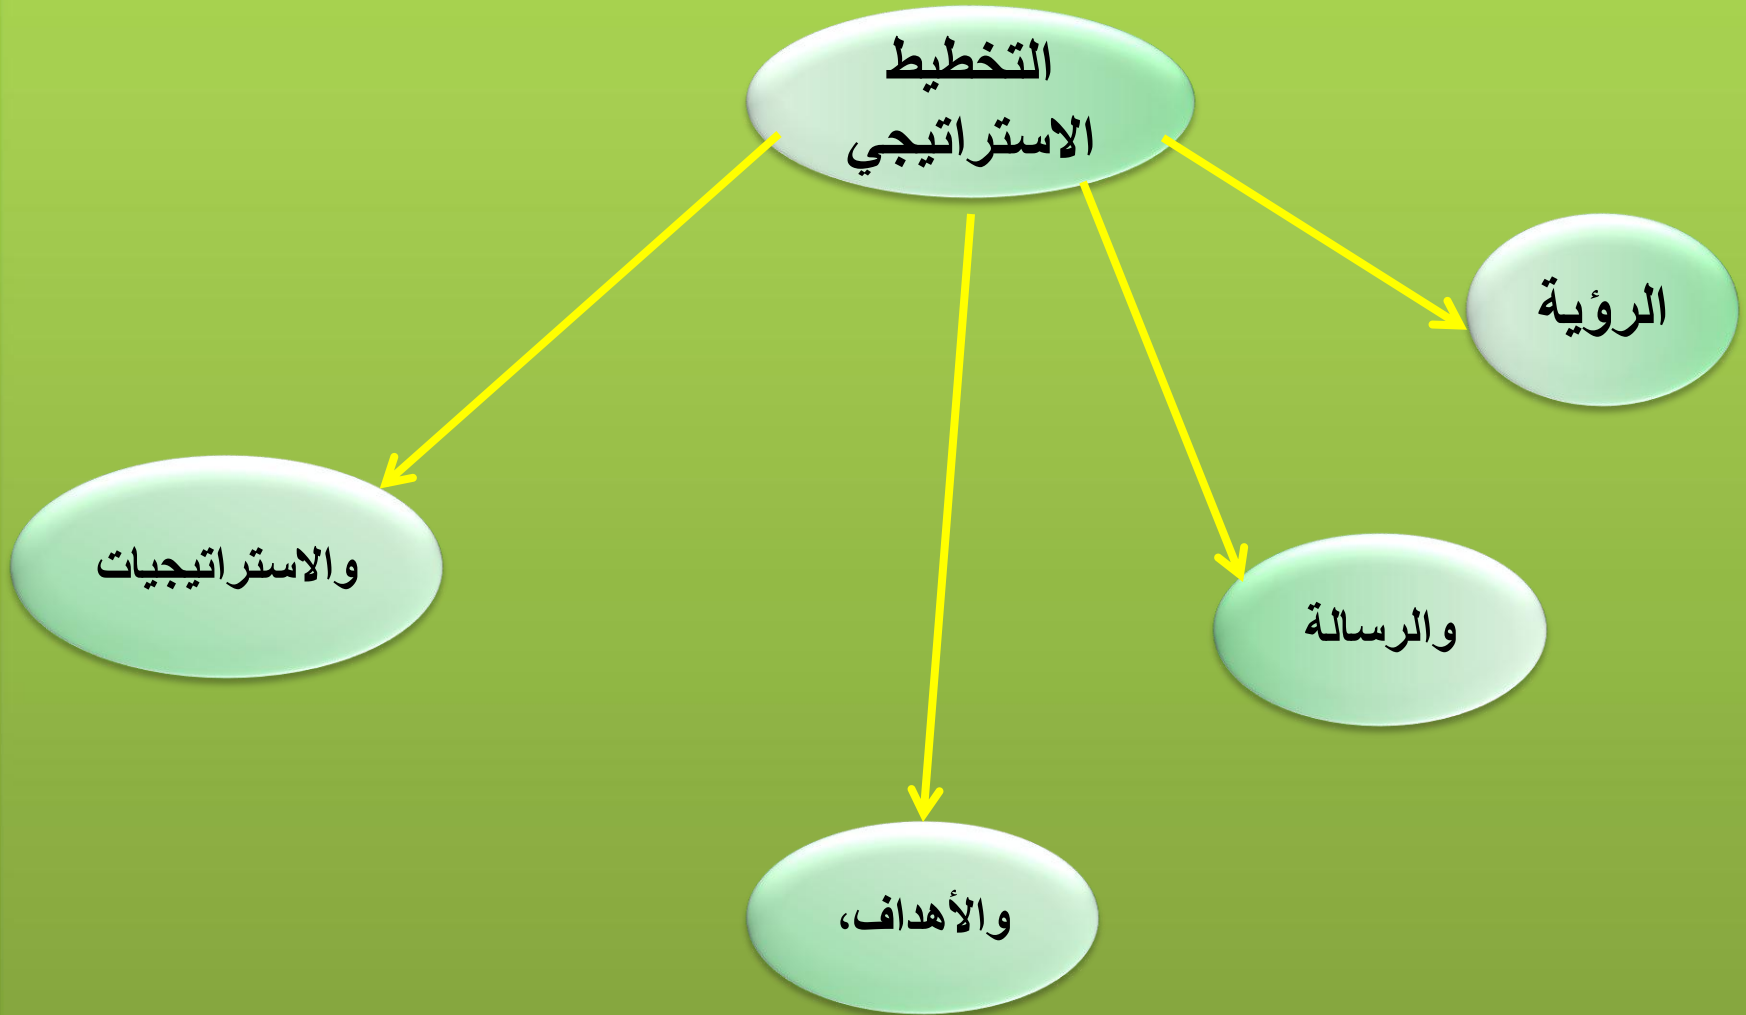 التخطيط
الاستراتيجي
الرؤية
والرسالة
والأهداف،
والاستراتيجيات